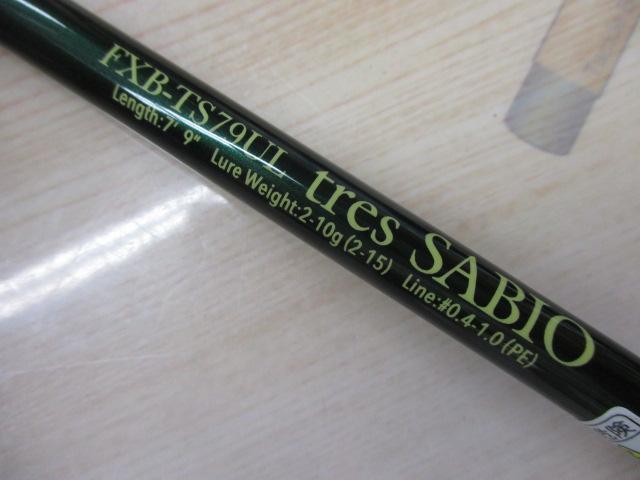 FXB-TS79UL tres SABIO
Length:7' 9" Lure Weight:2-10g (2-15) Line:#0.4-1.0 (PE)